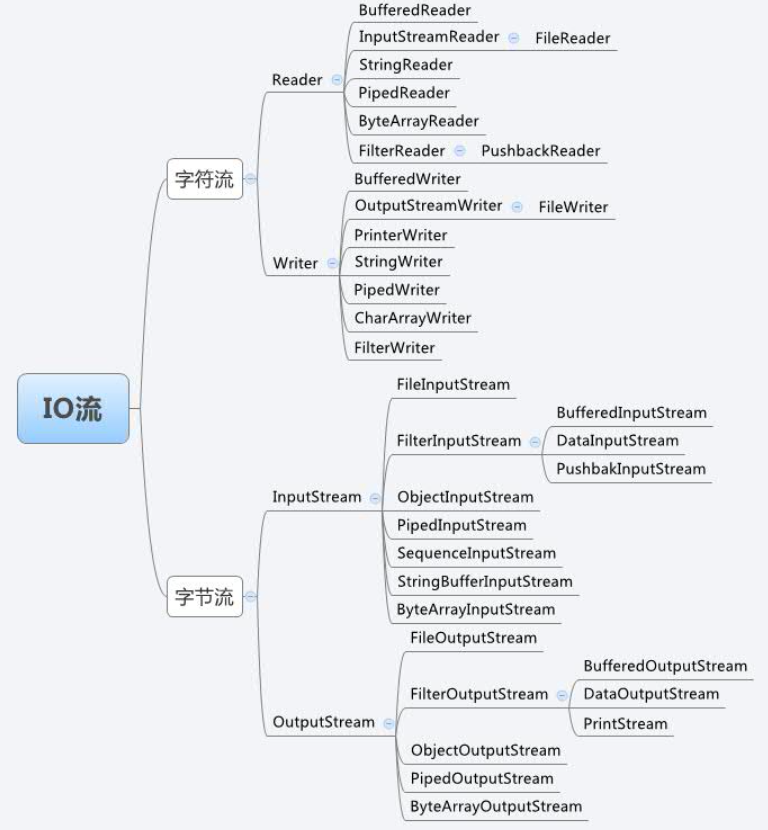 IO流
字符流
Reader
BufferedReader
InputStreamReader
FileReader
StringReader
PipedReader
ByteArrayReader
FilterReader
PushbackReader
Writer
BufferedWriter
OutputStreamWriter
FileWriter
PrinterWriter
StringWriter
PipedWriter
CharArrayWriter
FilterWriter
字节流
InputStream
FileInputStream
FilterInputStream
BufferedInputStream
DataInputStream
PushbakInputStream
ObjectInputStream
PipedInputStream
SequenceInputStream
StringBufferInputStream
ByteArrayInputStream
OutputStream
FileOutputStream
FilterOutputStream
BufferedOutputStream
DataOutputStream
PrintStream
ObjectOutputStream
PipedOutputStream
ByteArrayOutputStream